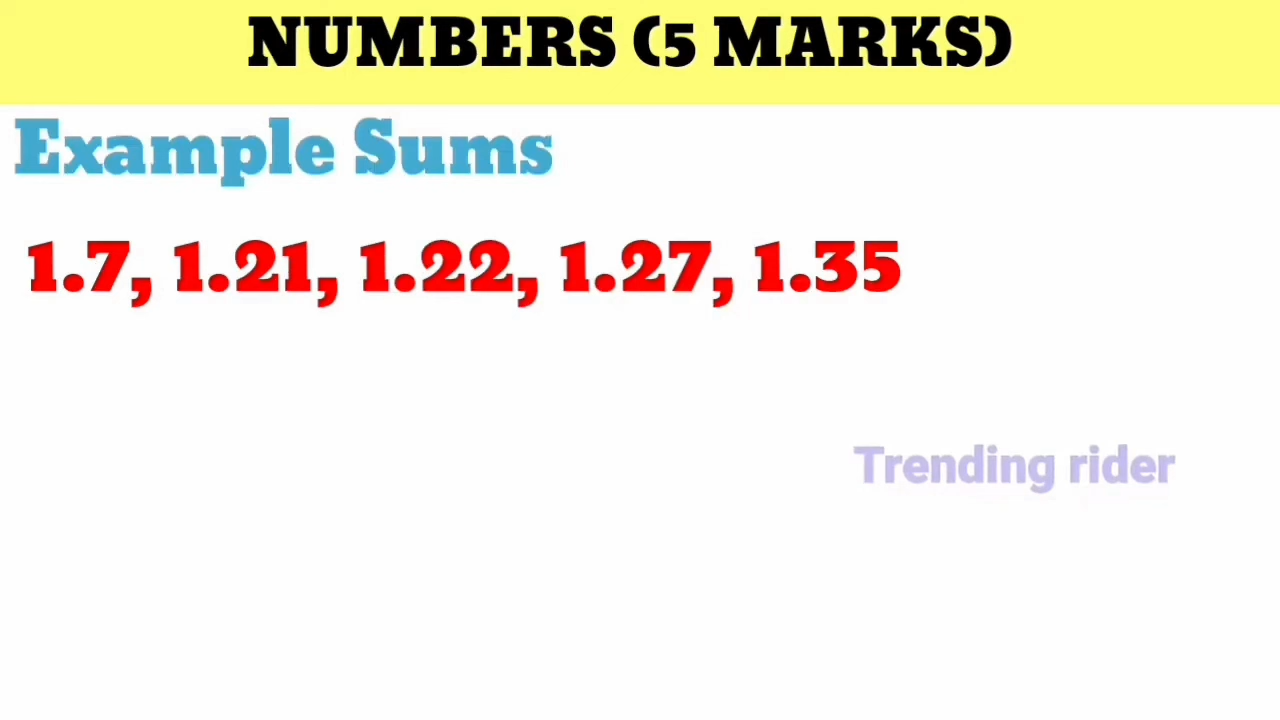 NUMBERS (5 MARKS)
Example Sums
1.7, 1.21, 1.22, 1.27, 1.35
Trending rider